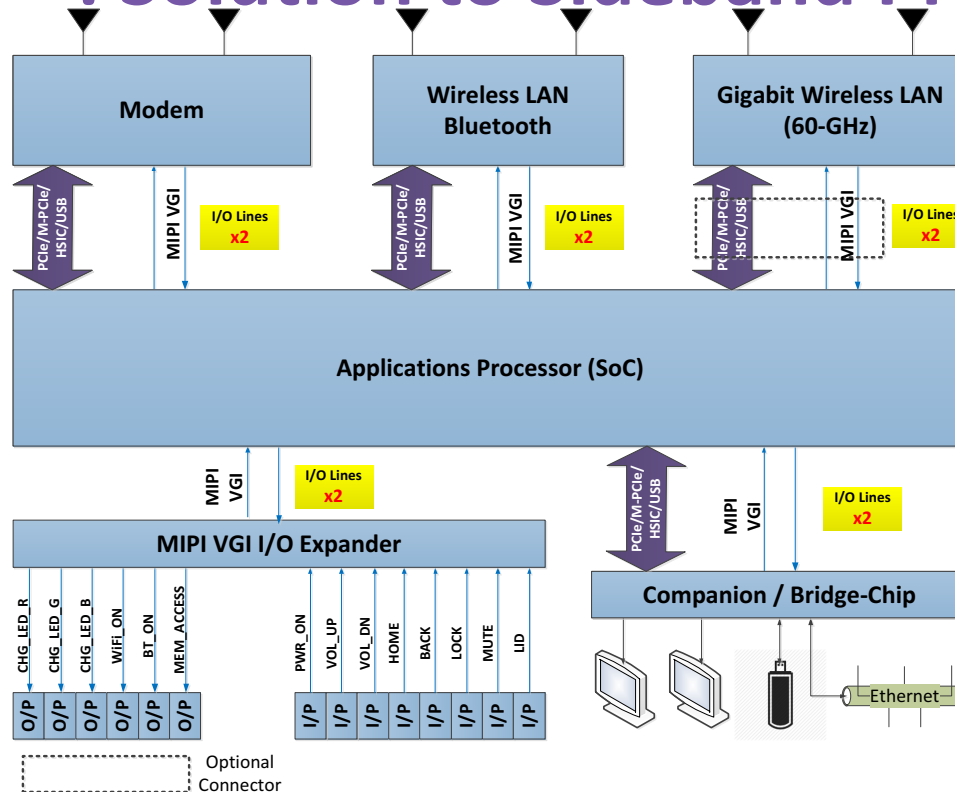 to Sideband
Modem
Wireless LAN
Bluetooth
Gigabit Wireless LAN
(60-GHz)
PCIe/M-PCIe/
HSIC/USB
MIPI VGI
I/O Lines
x2
PCIe/M-PCIe/
HSIC/USB
MIPI VGI
I/O Lines
x2
PCIe/M-PCIe/
HSIC/USB
MIPI VGI
I/O Lines
x2
Applications Processor (SoC)
MIPI
VGI
I/O Lines
x2
PCIe/M-PCIe/
HSIC/USB
MIPI
VGI
I/O Lines
x2
MIPI VGI I/O Expander
Companion / Bridge-Chip
CHG_LED_R
CHG_LED_G
CHG_LED_B
WiFi_ON
BT_ON
MEM_ACCESS
PWR_ON
VOL_UP
VOL_DN
HOME
BACK
LOCK
MUTE
LID
O/P
O/P
O/P
O/P
O/P
O/P
I/P
I/P
I/P
I/P
I/P
I/P
I/P
I/P
Ethernet
Optional
Connector